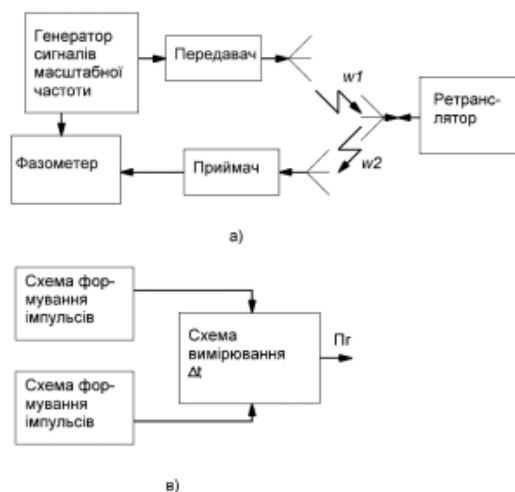 Генератор
сигналів
масштабної
частоти
Передавач
w1
Ретранс-
лятор
Фазометер
Приймач
w2
а)
Схема фор-
мування
імпульсів
Схема
вимірювання
Δt
Пг
Схема фор-
мування
імпульсів
в)